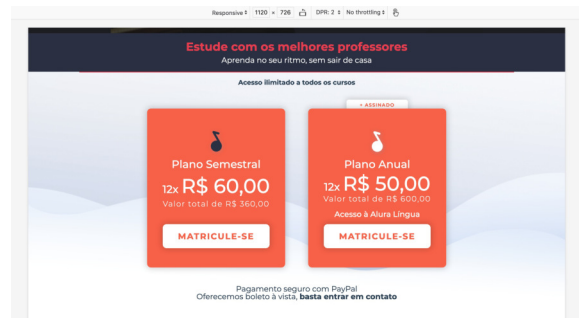 Responsive 1120 × 726 DPR: 2 No throttling
Estude com os melhores professores
Aprenda no seu ritmo, sem sair de casa
Acesso ilimitado a todos os cursos
+ ASSINADO
Plano Semestral
12x R$ 60,00
Valor total de R$ 360,00
MATRICULE-SE
Plano Anual
12x R$ 50,00
Valor total de R$ 600,00
Acesso à Alura Língua
MATRICULE-SE
Pagamento seguro com PayPal
Oferecemos boleto à vista, basta entrar em contato